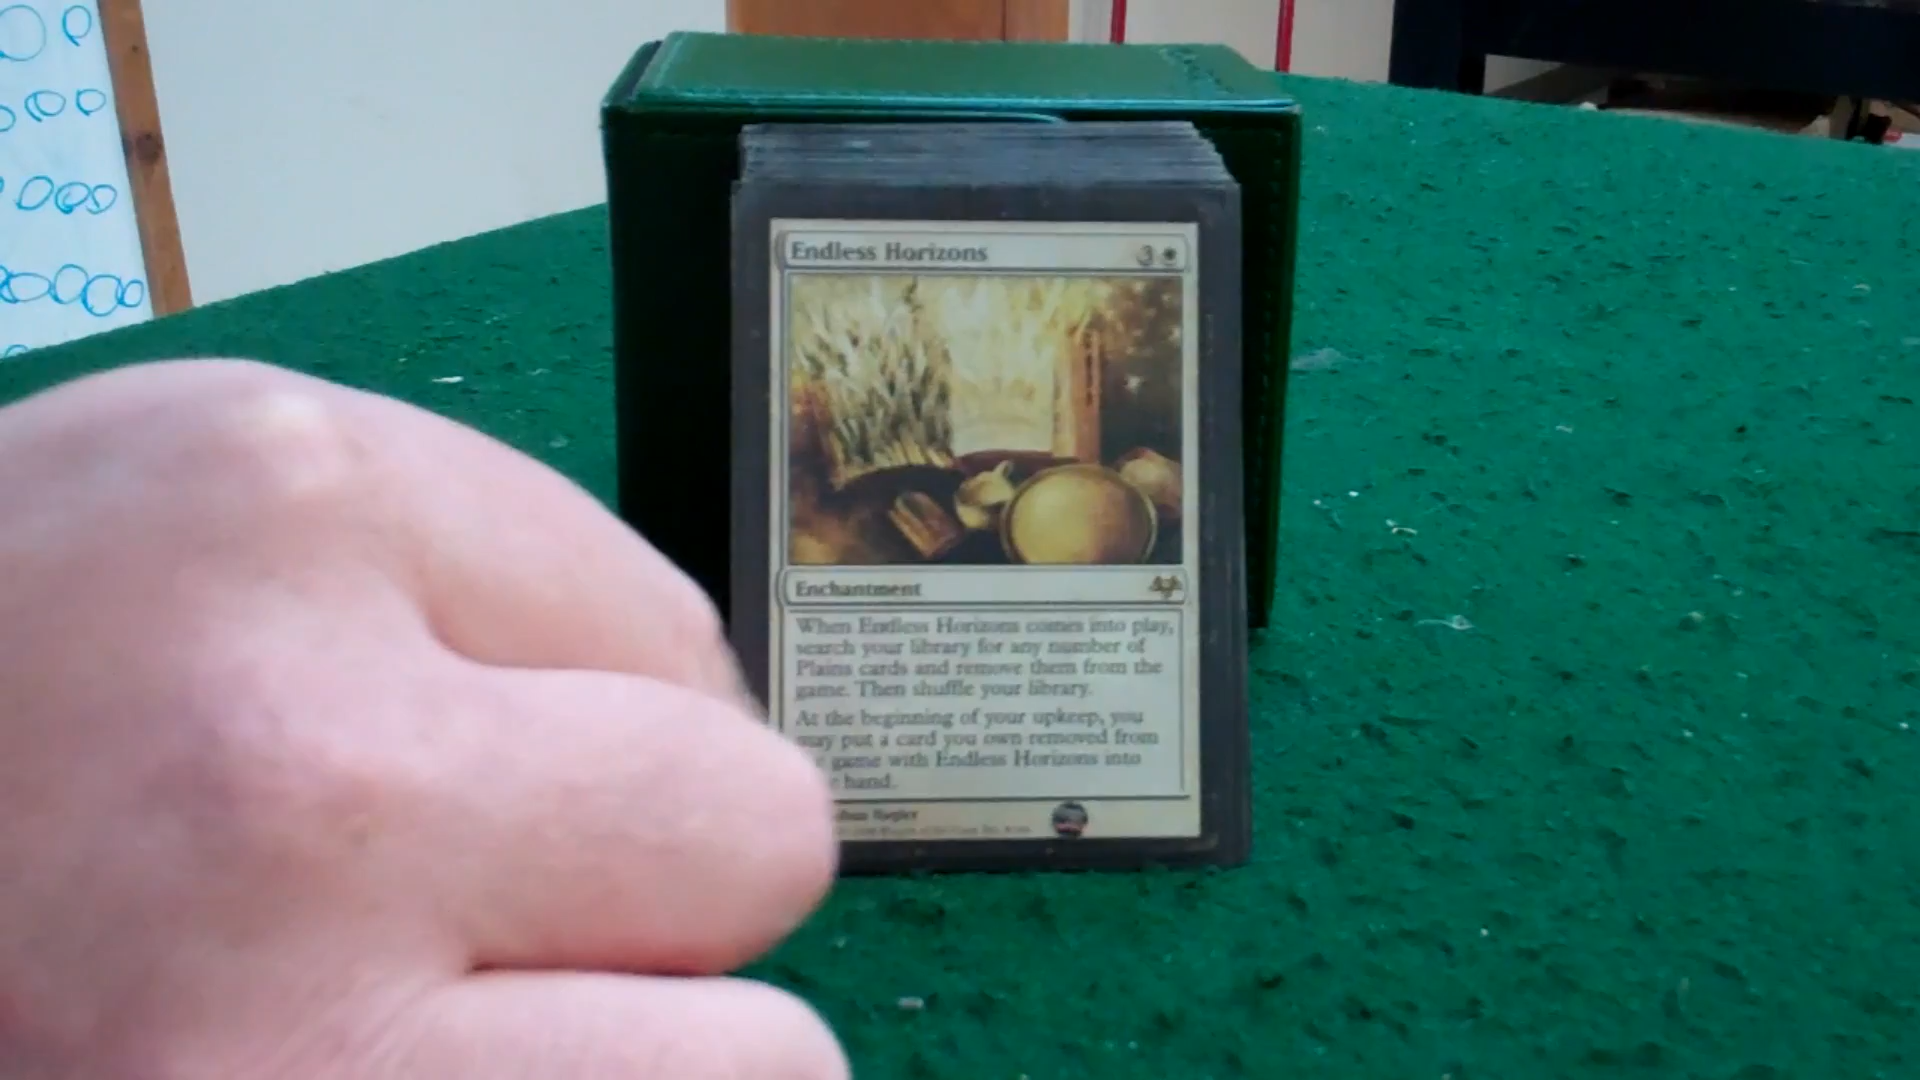 Endless Horizons 3
Enchantment
When Endless Horizons comes into play,
search your library for any number of
Plains cards and remove them from the
game. Then shuffle your library.
At the beginning of your upkeep, you
may put a card you own removed from
game with Endless Horizons into
hand.